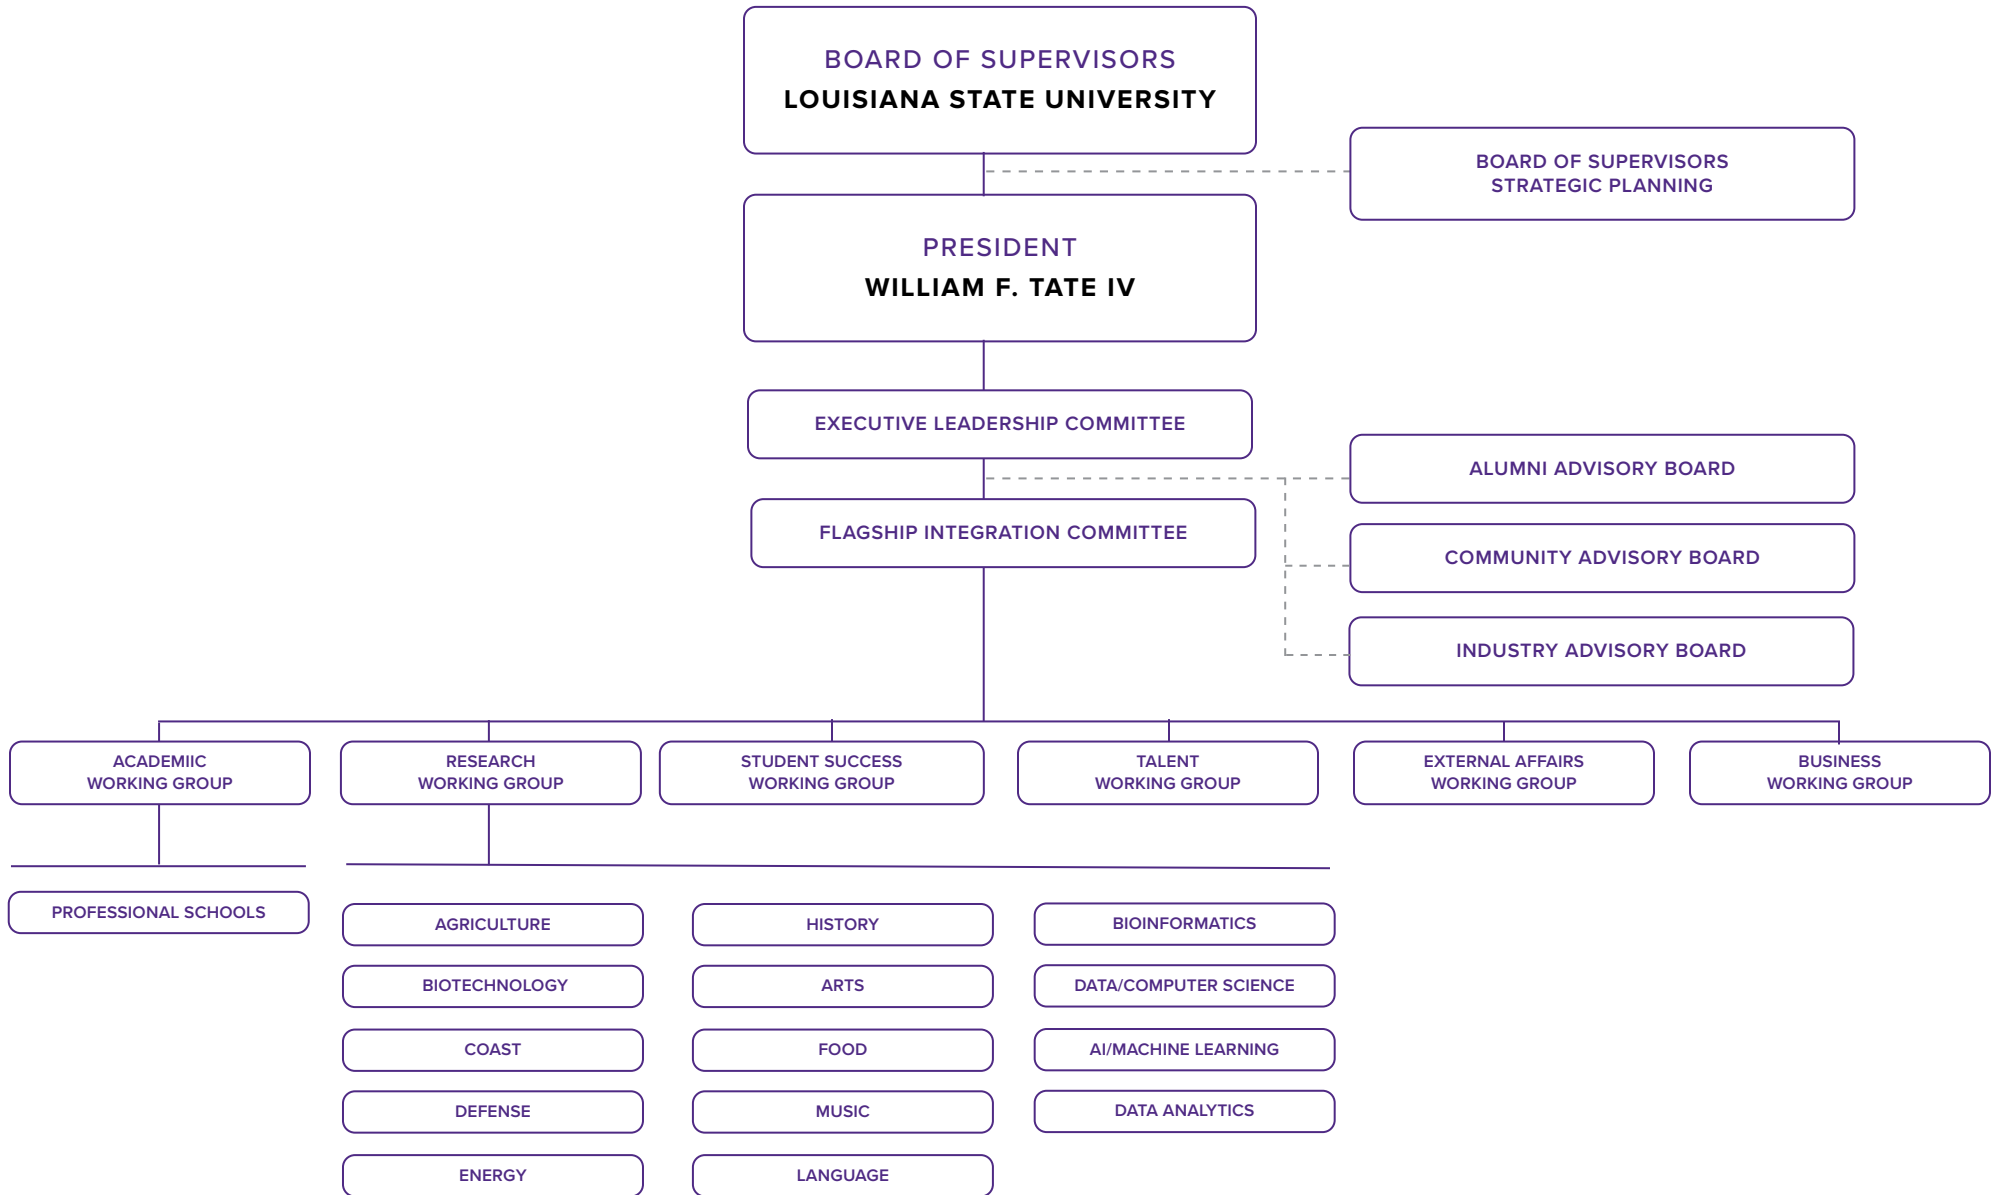 BOARD OF SUPERVISORS
LOUISIANA STATE UNIVERSITY
BOARD OF SUPERVISORS
STRATEGIC PLANNING
PRESIDENT
WILLIAM F. TATE IV
EXECUTIVE LEADERSHIP COMMITTEE
ALUMNI ADVISORY BOARD
FLAGSHIP INTEGRATION COMMITTEE
COMMUNITY ADVISORY BOARD
INDUSTRY ADVISORY BOARD
ACADEMIIC
WORKING GROUP
RESEARCH
WORKING GROUP
STUDENT SUCCESS
WORKING GROUP
TALENT
WORKING GROUP
EXTERNAL AFFAIRS
WORKING GROUP
BUSINESS
WORKING GROUP
PROFESSIONAL SCHOOLS
AGRICULTURE
BIOTECHNOLOGY
COAST
DEFENSE
ENERGY
HISTORY
ARTS
FOOD
MUSIC
LANGUAGE
BIOINFORMATICS
DATA/COMPUTER SCIENCE
AI/MACHINE LEARNING
DATA ANALYTICS